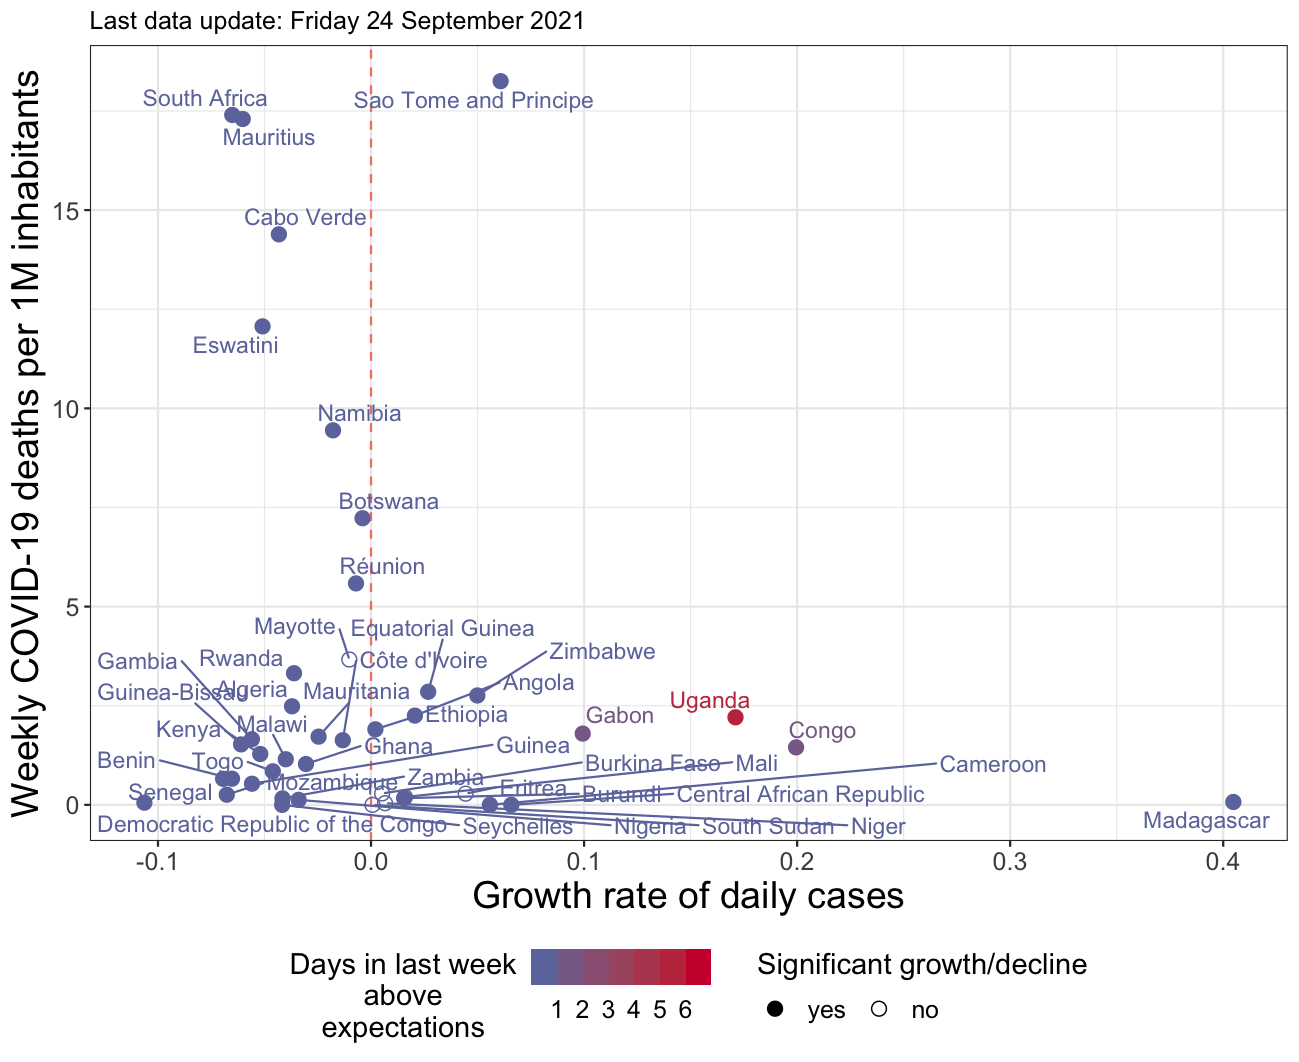 Last data update: Friday 24 September 2021
Weekly COVID-19 deaths per 1M inhabitants
15
10
5
0
South Africa
Sao Tome and Principe
Mauritius
Cabo Verde
Eswatini
Namibia
Botswana
Réunion
Mayotte
Equatorial Guinea
Gambia
Rwanda
Côte d'Ivoire
Zimbabwe
Guinea-Bissau
Algeria
Mauritania
Angola
Uganda
Kenya
Malawi
Ethiopia
Gabon
Congo
Benin
Togo
Ghana
Guinea
Burkina Faso
Mali
Cameroon
Senegal
Mozambique
Zambia
Eritrea
Burundi
Central African Republic
Madagascar
Democratic Republic of the Congo
Seychelles
Nigeria
South Sudan
Niger
-0.1
0.0
0.1
0.2
0.3
0.4
Growth rate of daily cases
Days in last week
above
expectations
1 2 3 4 5 6
Significant growth/decline
yes
no